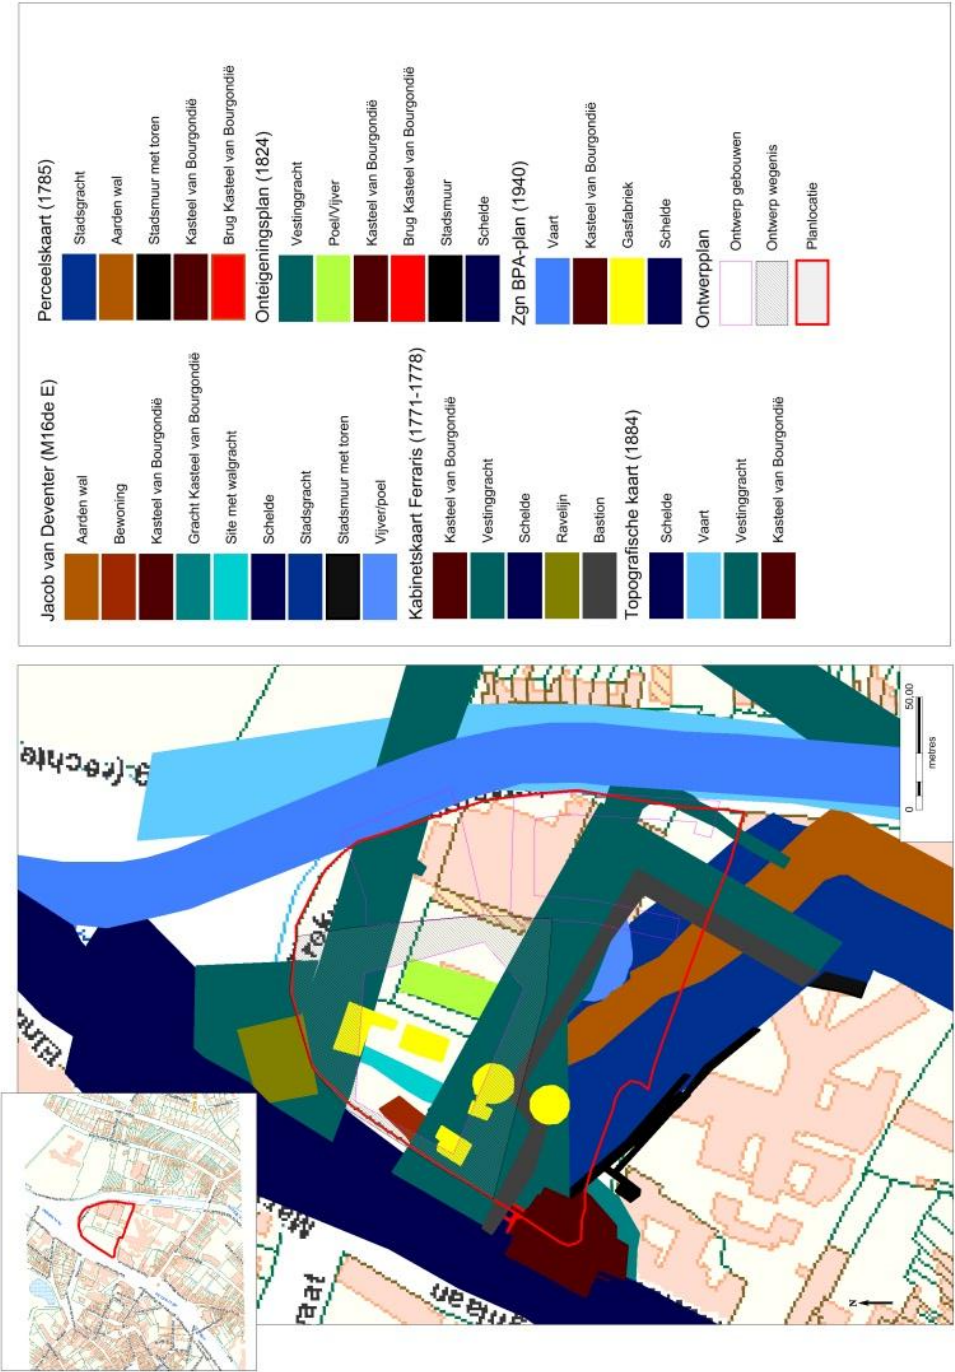 Jacob van Deventer (M16de E)
Aarden wal
Bewoning
Kasteel van Bourgondië
Gracht Kasteel van Bourgondië
Site met walgracht
Schelde
Stadsgracht
Stadsmuur met toren
Vijver/poel
Kabinetskaart Ferraris (1771-1778)
Kasteel van Bourgondië
Vestinggracht
Schelde
Ravelijn
Bastion
Topografische kaart (1884)
Schelde
Vaart
Vestinggracht
Kasteel van Bourgondië
Perceelskaart (1785)
Stadsgracht
Aarden wal
Stadsmuur met toren
Kasteel van Bourgondië
Brug Kasteel van Bourgondië
Onteigeningsplan (1824)
Vestinggracht
Poel/Vijver
Kasteel van Bourgondië
Brug Kasteel van Bourgondië
Stadsmuur
Schelde
Zgn BPA-plan (1940)
Vaart
Kasteel van Bourgondië
Gasfabriek
Schelde
Ontwerpplan
Ontwerp gebouwen
Ontwerp wegenis
Planlocatie
(rechte
rok
aat
0
50,00
metres
N